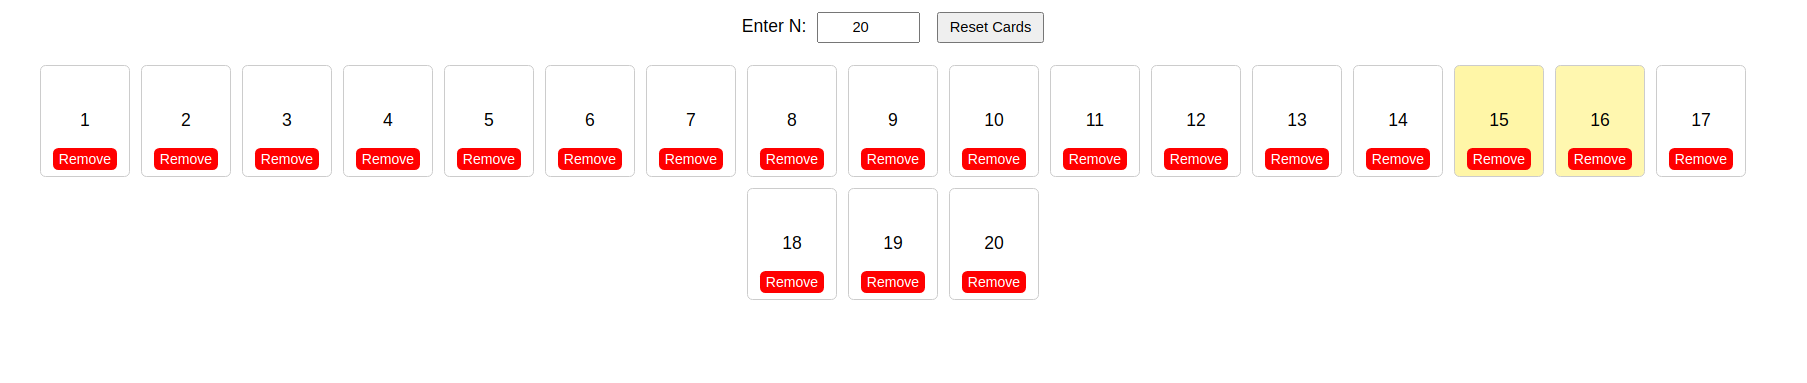 Enter N: 20 Reset Cards
1 2 3 4 5 6 7 8 9 10 11 12 13 14 15 16 17
Remove Remove Remove Remove Remove Remove Remove Remove Remove Remove Remove Remove Remove Remove Remove Remove Remove
18 19 20
Remove Remove Remove